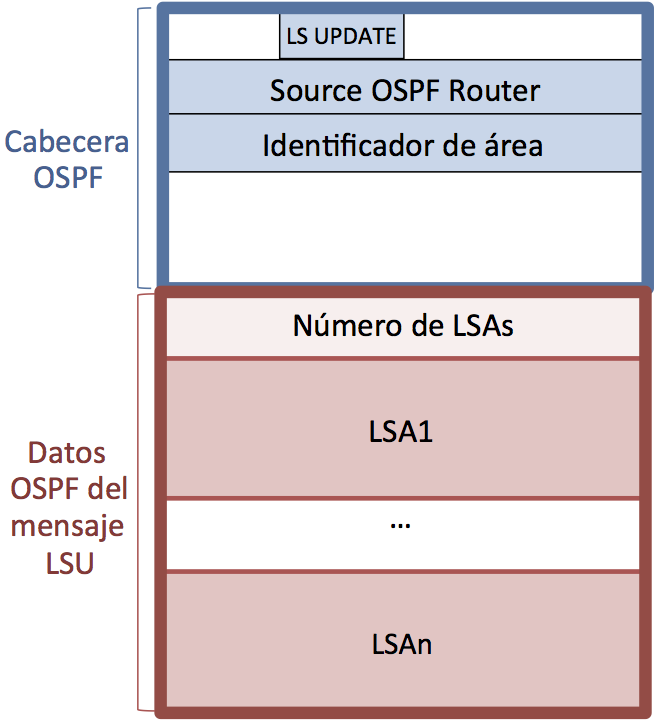 LS UPDATE
Source OSPF Router
Identificador de área
Cabecera
OSPF
Número de LSAs
LSA1
...
LSAn
Datos
OSPF del
mensaje
LSU